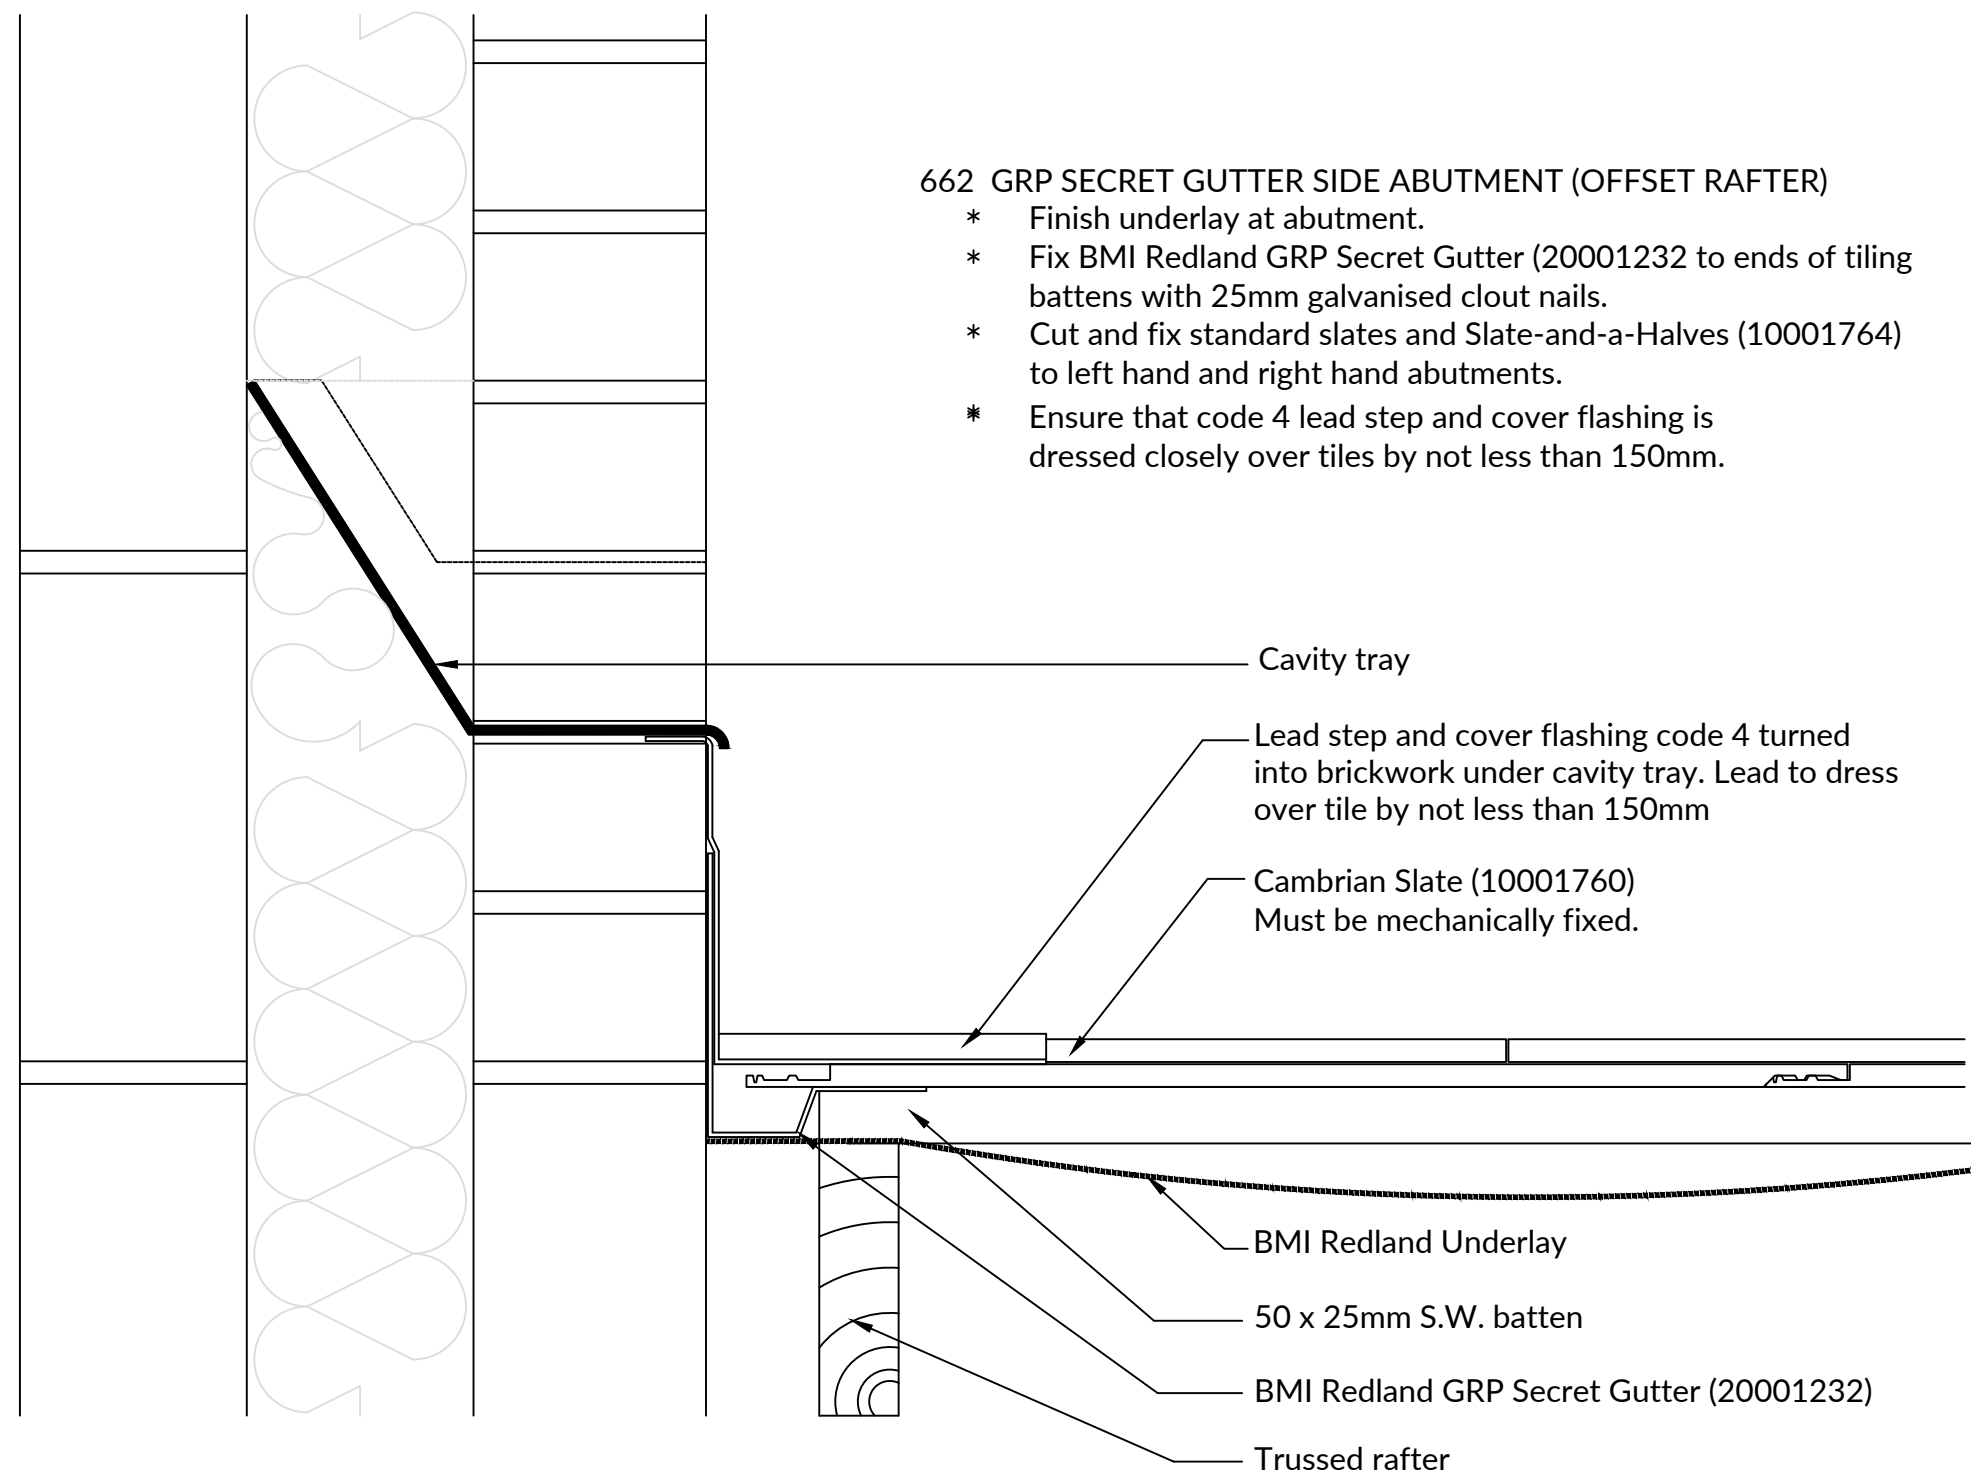 662 GRP SECRET GUTTER SIDE ABUTMENT (OFFSET RAFTER)
* Finish underlay at abutment.
* Fix BMI Redland GRP Secret Gutter (20001232 to ends of tiling
battens with 25mm galvanised clout nails.
* Cut and fix standard slates and Slate-and-a-Halves (10001764)
to left hand and right hand abutments.
* Ensure that code 4 lead step and cover flashing is
dressed closely over tiles by not less than 150mm.
Cavity tray
Lead step and cover flashing code 4 turned
into brickwork under cavity tray. Lead to dress
over tile by not less than 150mm
Cambrian Slate (10001760)
Must be mechanically fixed.
BMI Redland Underlay
50 x 25mm S.W. batten
BMI Redland GRP Secret Gutter (20001232)
Trussed rafter